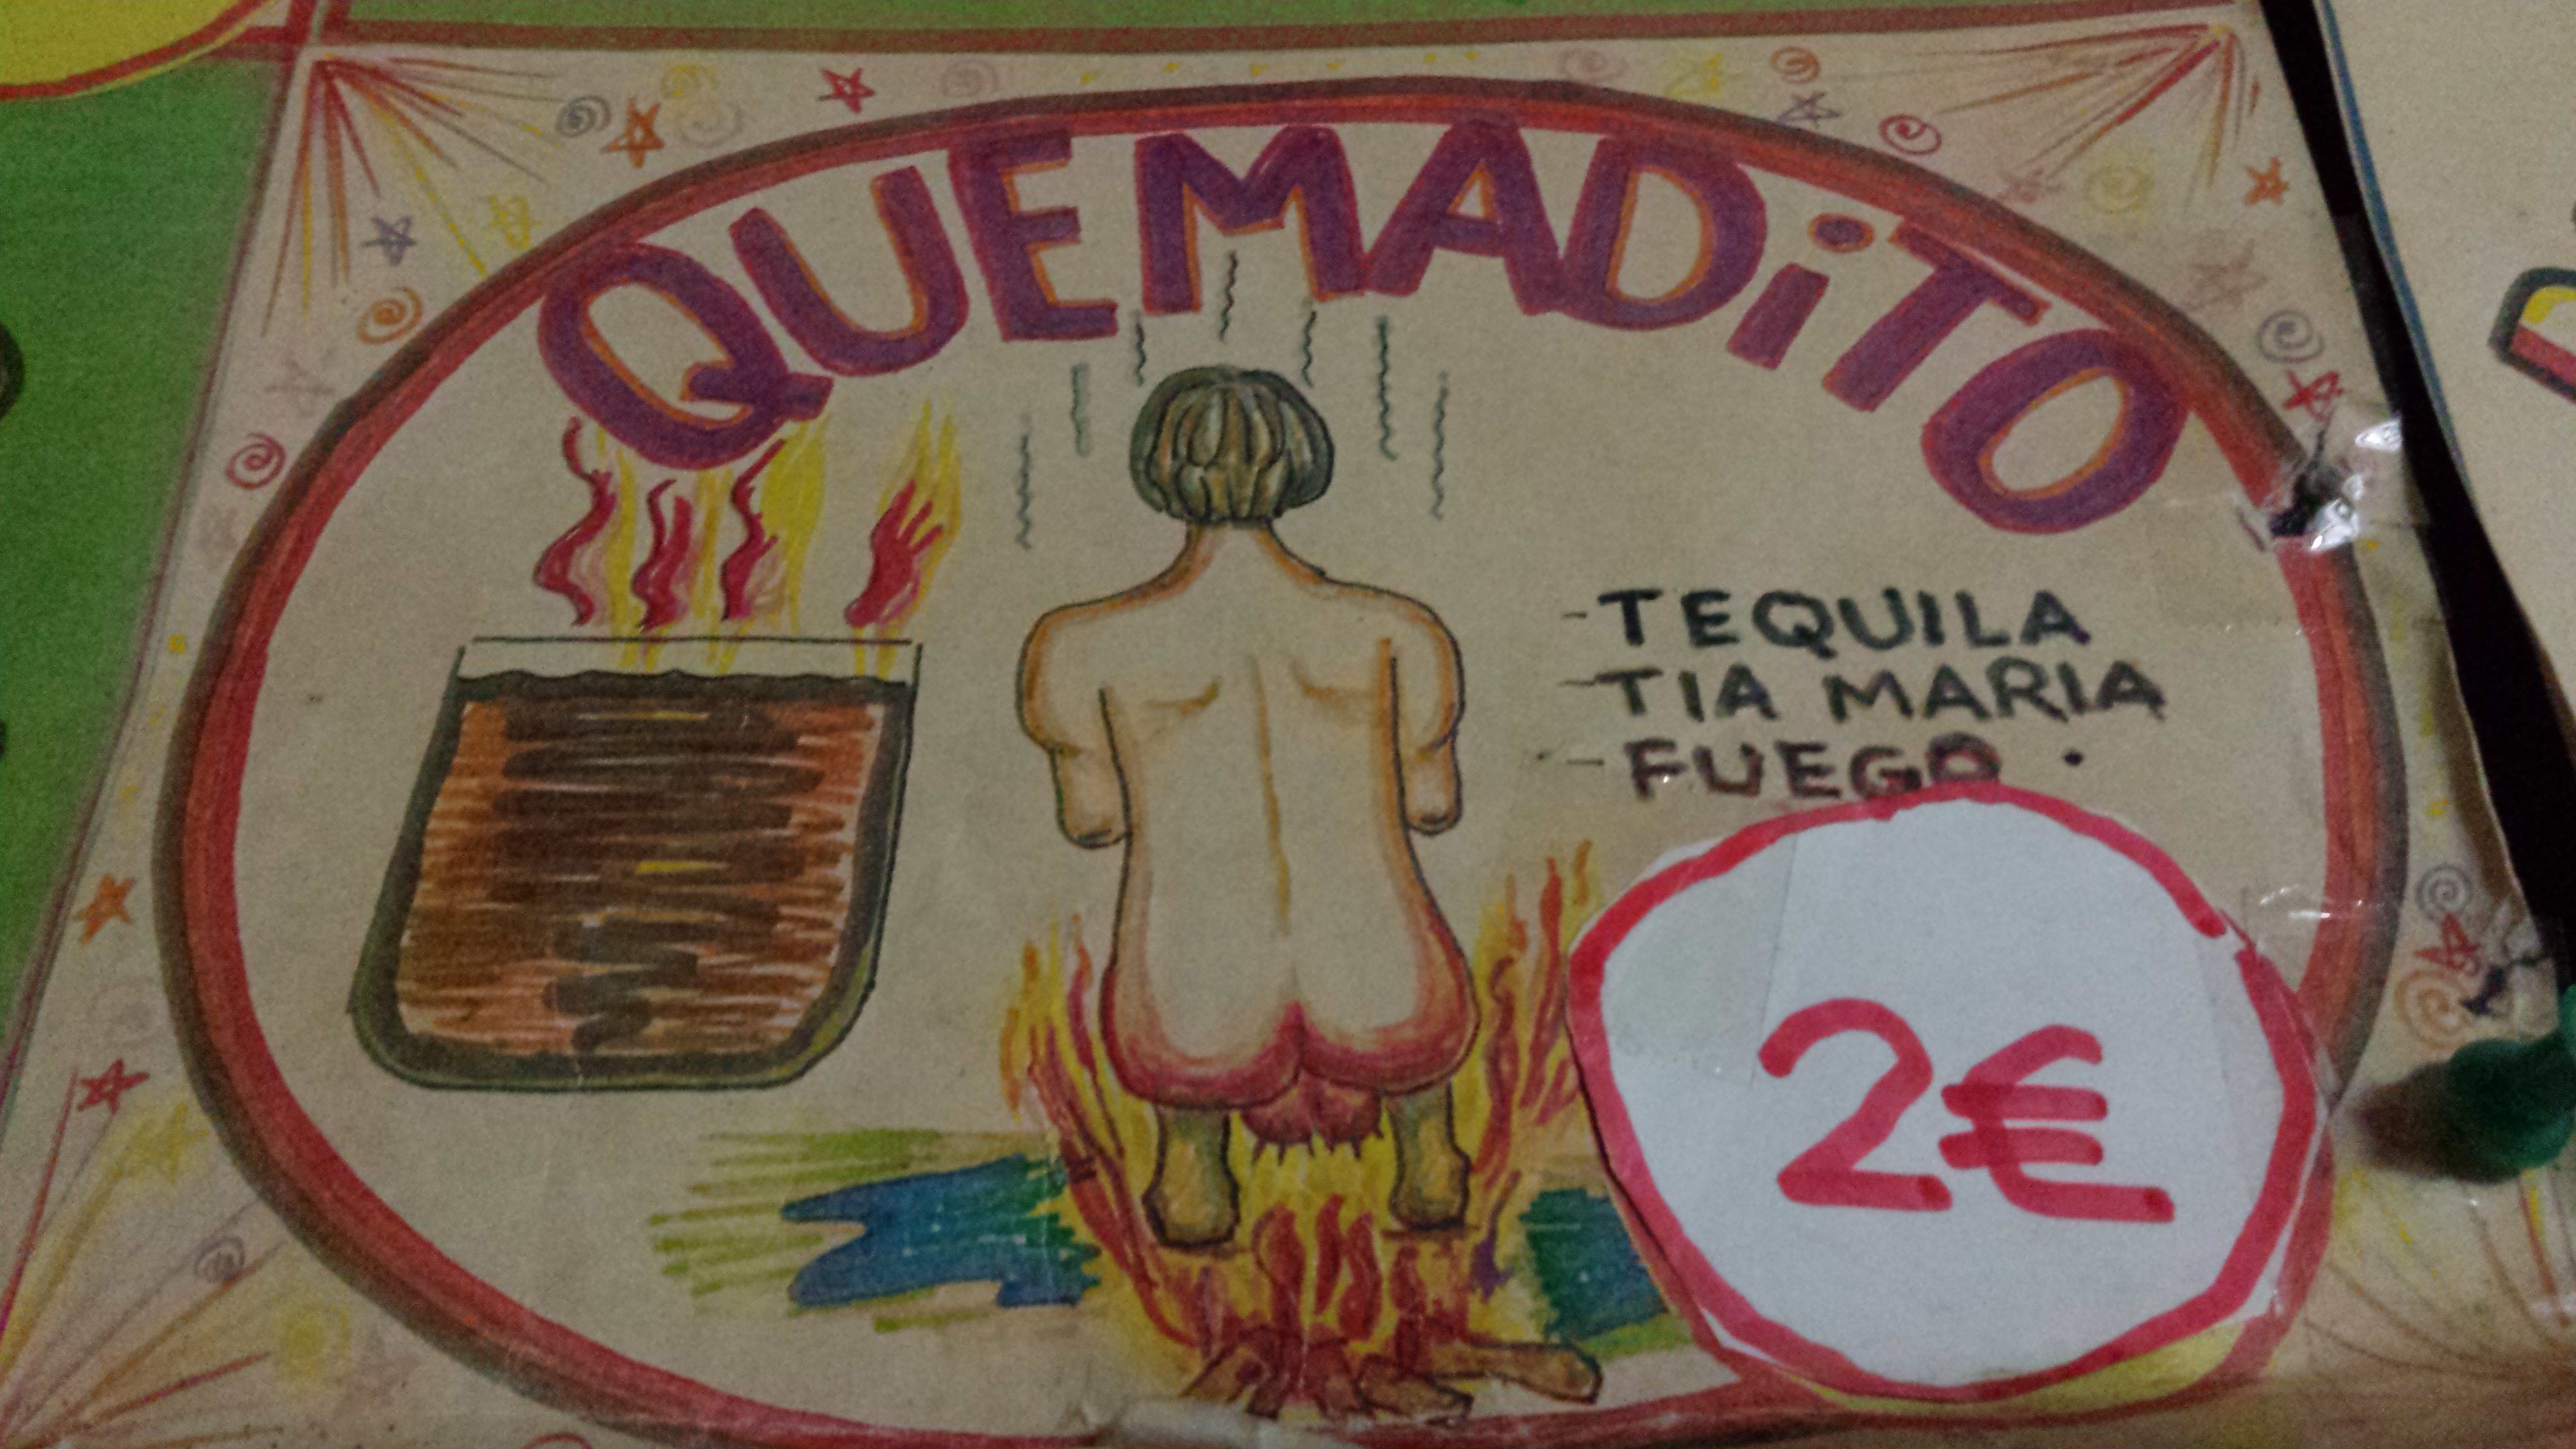 QUEMADiTO
-TEQUILA
-TIA MARIA
-FUEGO.
2€